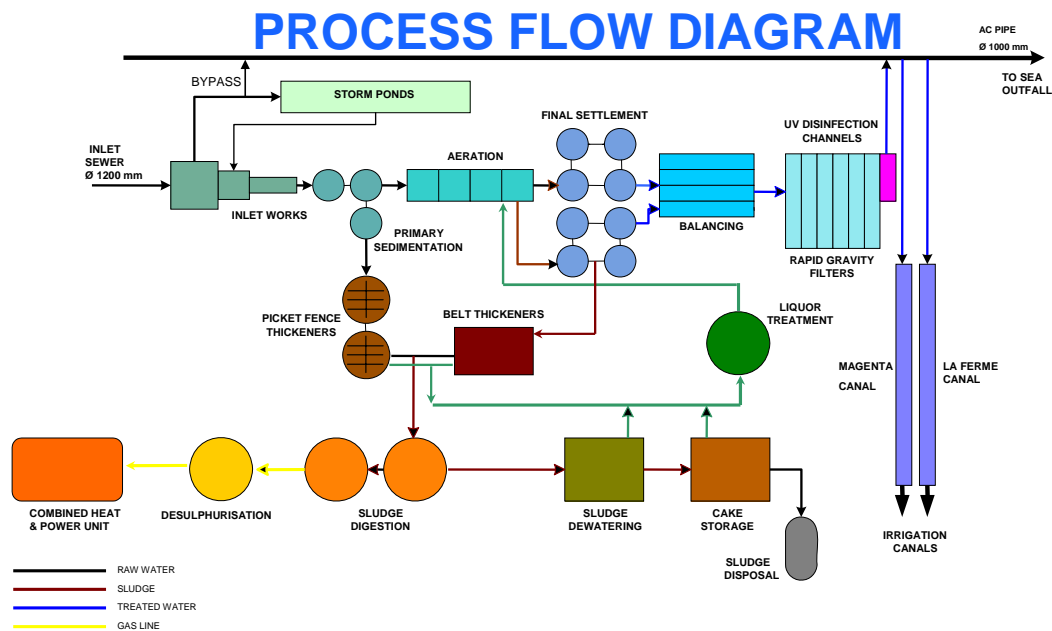 PROCESS FLOW DIAGRAM
AC PIPE
Ø 1000 mm
TO SEA
OUTFALL
BYPASS
STORM PONDS
FINAL SETTLEMENT
UV DISINFECTION
CHANNELS
INLET
SEWER
Ø 1200 mm
AERATION
INLET WORKS
PRIMARY
SEDIMENTATION
BALANCING
RAPID GRAVITY
FILTERS
PICKET FENCE
THICKENERS
BELT THICKENERS
LIQUOR
TREATMENT
MAGENTA
CANAL
LA FERME
CANAL
COMBINED HEAT
& POWER UNIT
DESULPHURISATION
SLUDGE
DIGESTION
SLUDGE
DEWATERING
CAKE
STORAGE
SLUDGE
DISPOSAL
IRRIGATION
CANALS
RAW WATER
SLUDGE
TREATED WATER
GAS LINE